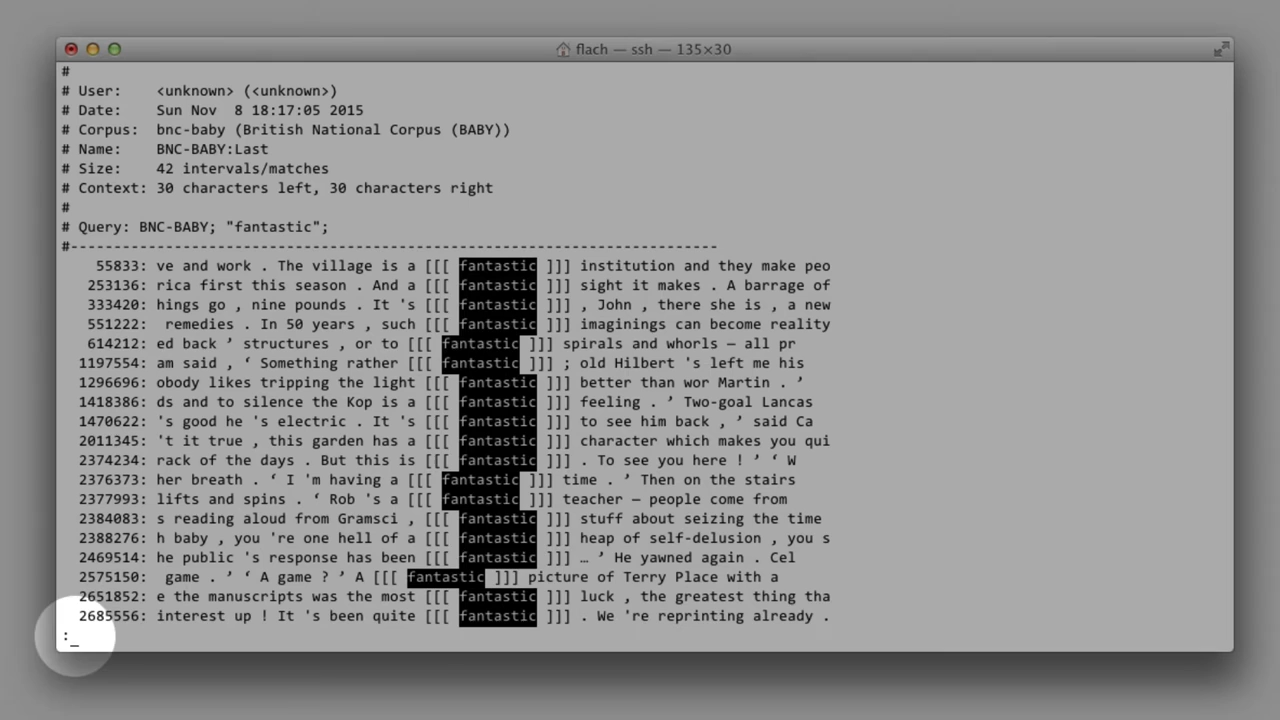 flach — ssh — 135×30
#
# User:    <unknown> (<unknown>)
# Date:    Sun Nov  8 18:17:05 2015
# Corpus:  bnc-baby (British National Corpus (BABY))
# Name:    BNC-BABY:Last
# Size:    42 intervals/matches
# Context: 30 characters left, 30 characters right
#
# Query: BNC-BABY; "fantastic";
#---------------------------------------------------------------------------
55833: ve and work . The village is a [[[ fantastic ]]] institution and they make peo
253136: rica first this season . And a [[[ fantastic ]]] sight it makes . A barrage of
333420: hings go , nine pounds . It 's [[[ fantastic ]]] , John , there she is , a new
551222:  remedies . In 50 years , such [[[ fantastic ]]] imaginings can become reality
614212: ed back ’ structures , or to [[[ fantastic ]]] spirals and whorls — all pr
1197554: am said , ‘ Something rather [[[ fantastic ]]] ; old Hilbert 's left me his
1296696: obody likes tripping the light [[[ fantastic ]]] better than wor Martin . ’
1418386: ds and to silence the Kop is a [[[ fantastic ]]] feeling . ’ Two-goal Lancas
1470622: 's good he 's electric . It 's [[[ fantastic ]]] to see him back , ’ said Ca
2011345: 't it true , this garden has a [[[ fantastic ]]] character which makes you qui
2374234: rack of the days . But this is [[[ fantastic ]]] . To see you here ! ’ ‘ W
2376373: her breath . ‘ I 'm having a [[[ fantastic ]]] time . ’ Then on the stairs
2377993: lifts and spins . ‘ Rob 's a [[[ fantastic ]]] teacher — people come from
2384083: s reading aloud from Gramsci , [[[ fantastic ]]] stuff about seizing the time
2388276: h baby , you 're one hell of a [[[ fantastic ]]] heap of self-delusion , you s
2469514: he public 's response has been [[[ fantastic ]]] … ’ He yawned again . Cel
2575150:  game . ’ ‘ A game ? ’ A [[[ fantastic ]]] picture of Terry Place with a
2651852: e the manuscripts was the most [[[ fantastic ]]] luck , the greatest thing tha
2685556: interest up ! It 's been quite [[[ fantastic ]]] . We 're reprinting already .
:_